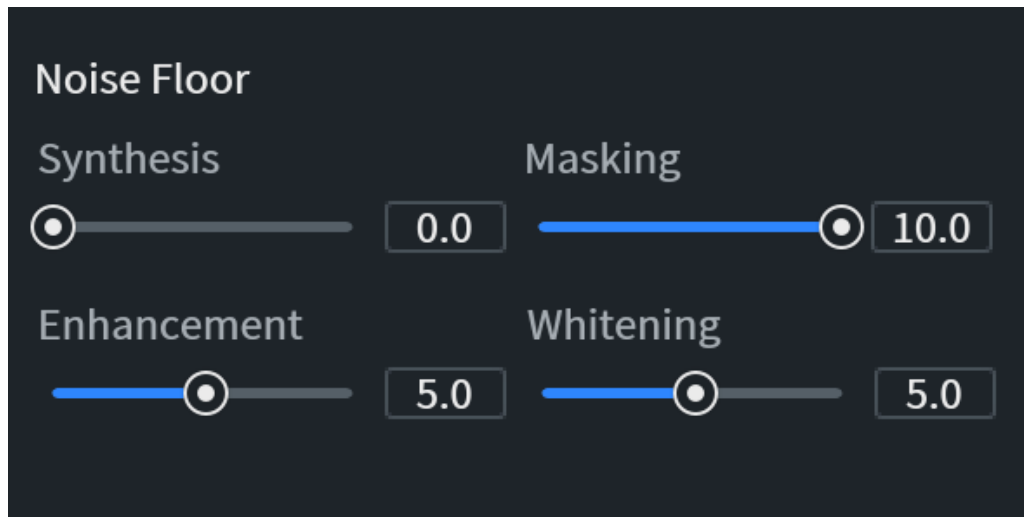 Noise Floor
Synthesis Masking
0.0 10.0
Enhancement Whitening
5.0 5.0